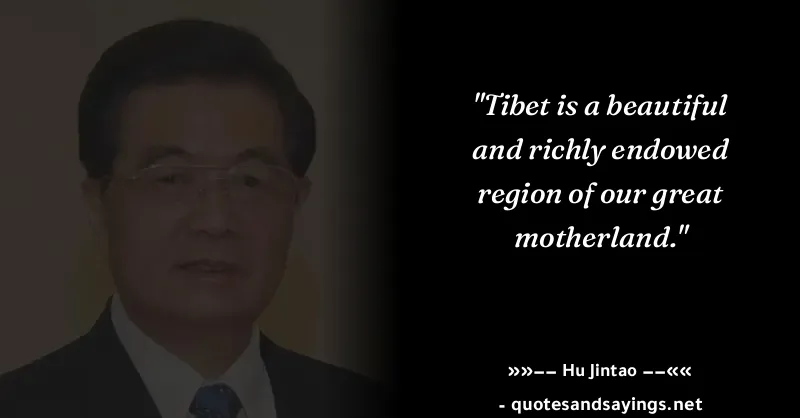 "Tibet is a beautiful
and richly endowed
region of our great
motherland."
»»−− Hu Jintao −−««
- quotesandsayings.net